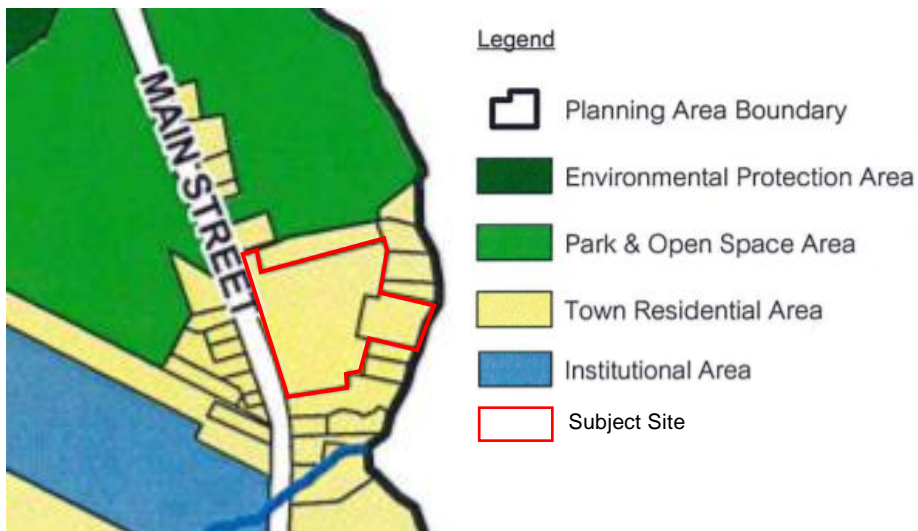 MAIN STREET
Legend
Planning Area Boundary
Environmental Protection Area
Park & Open Space Area
Town Residential Area
Institutional Area
Subject Site